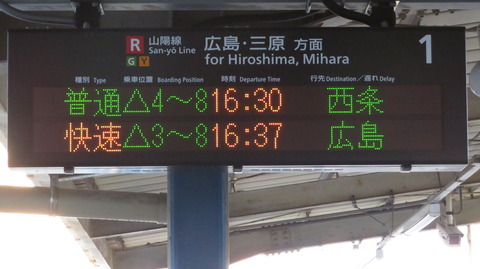 R 山陽線 広島・三原 方面 1
San-yō Line for Hiroshima, Mihara
G Y
種別 Type 乗車位置 Boarding Position 時刻 Departure Time 行先 Destination/遅れ Delay
普通 △4〜8 16:30 西条
快速 △3〜8 16:37 広島